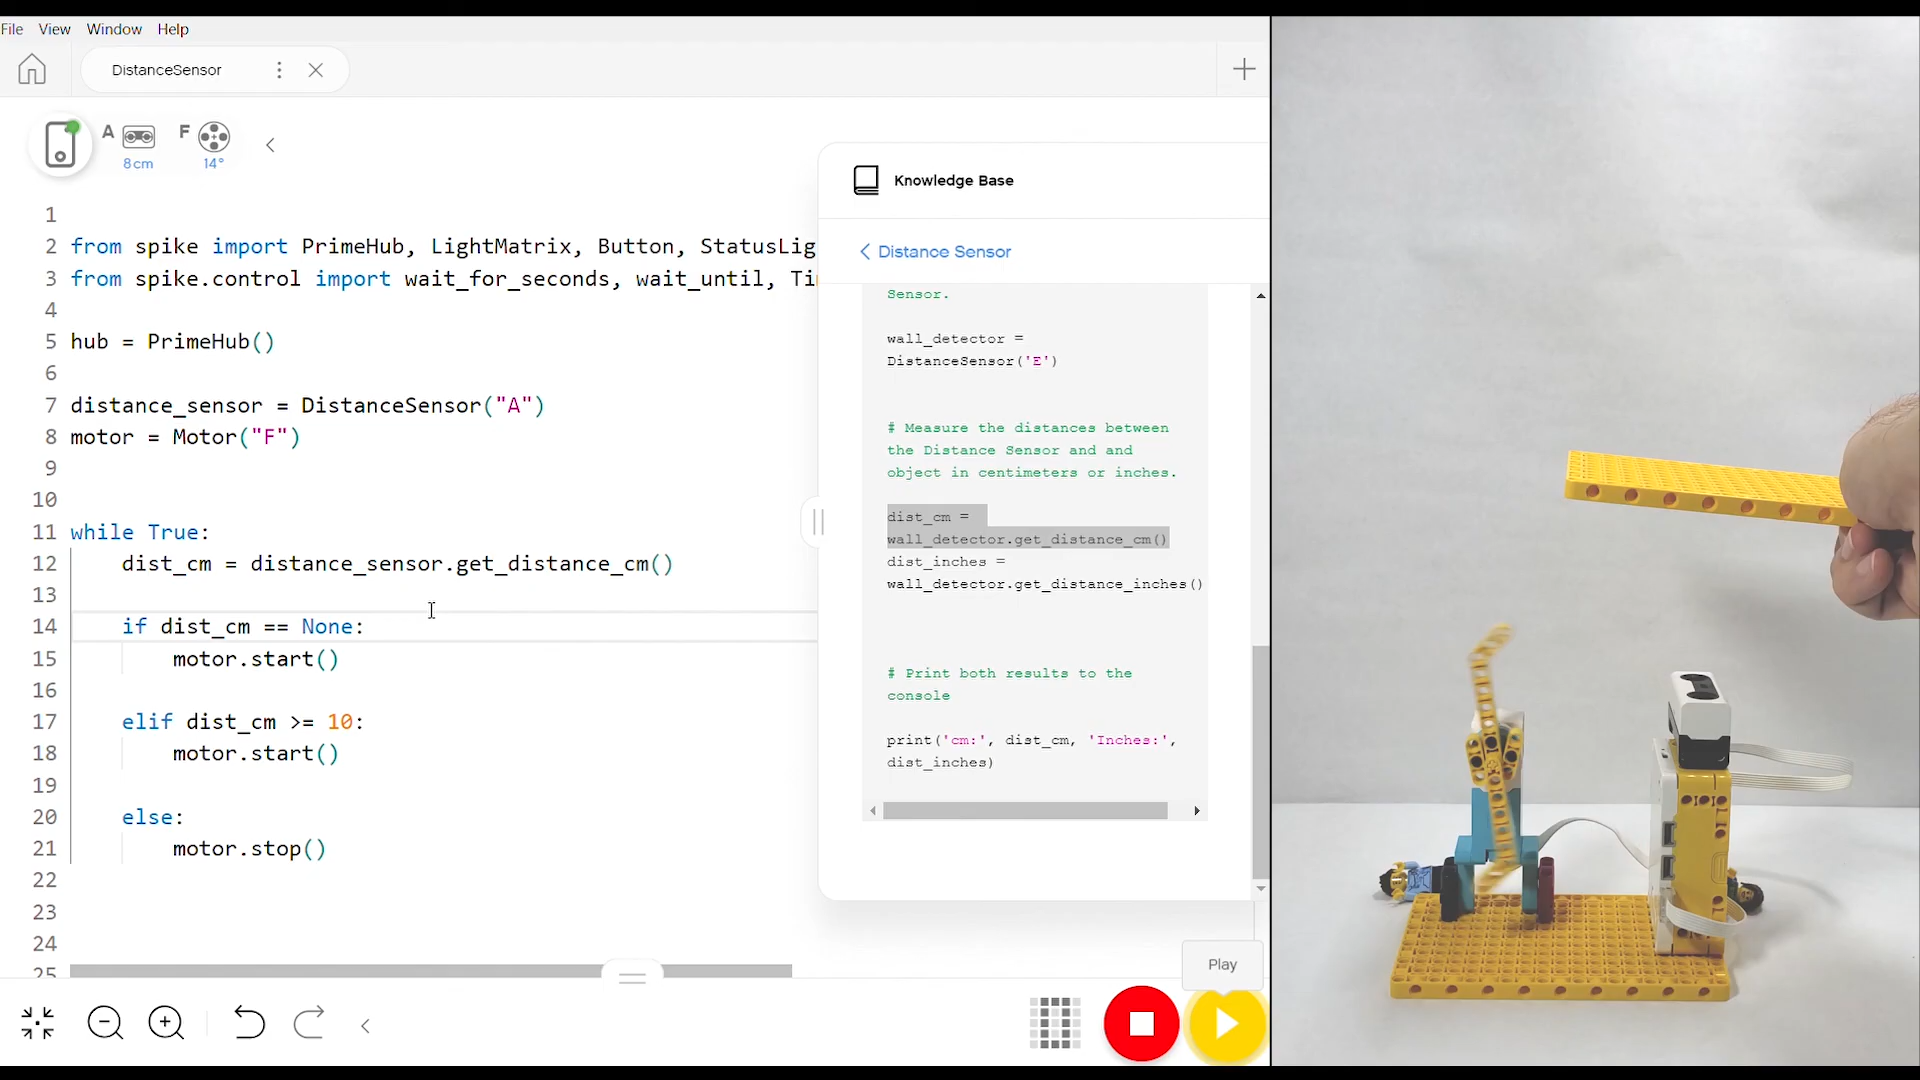 File View Window Help
DistanceSensor
A F
8cm 14°
Knowledge Base
Distance Sensor
1
2 from spike import PrimeHub, LightMatrix, Button, StatusLig
3 from spike.control import wait_for_seconds, wait_until, Ti
4
5 hub = PrimeHub()
6
7 distance_sensor = DistanceSensor("A")
8 motor = Motor("F")
9
10
11 while True:
12 dist_cm = distance_sensor.get_distance_cm()
13
14 if dist_cm == None:
15 motor.start()
16
17 elif dist_cm >= 10:
18 motor.start()
19
20 else:
21 motor.stop()
22
23
24
25
Sensor.
wall_detector =
DistanceSensor('E')
# Measure the distances between
the Distance Sensor and and
object in centimeters or inches.
dist_cm =
wall_detector.get_distance_cm()
dist_inches =
wall_detector.get_distance_inches()
# Print both results to the
console
print('cm:', dist_cm, 'Inches:',
dist_inches)
Play